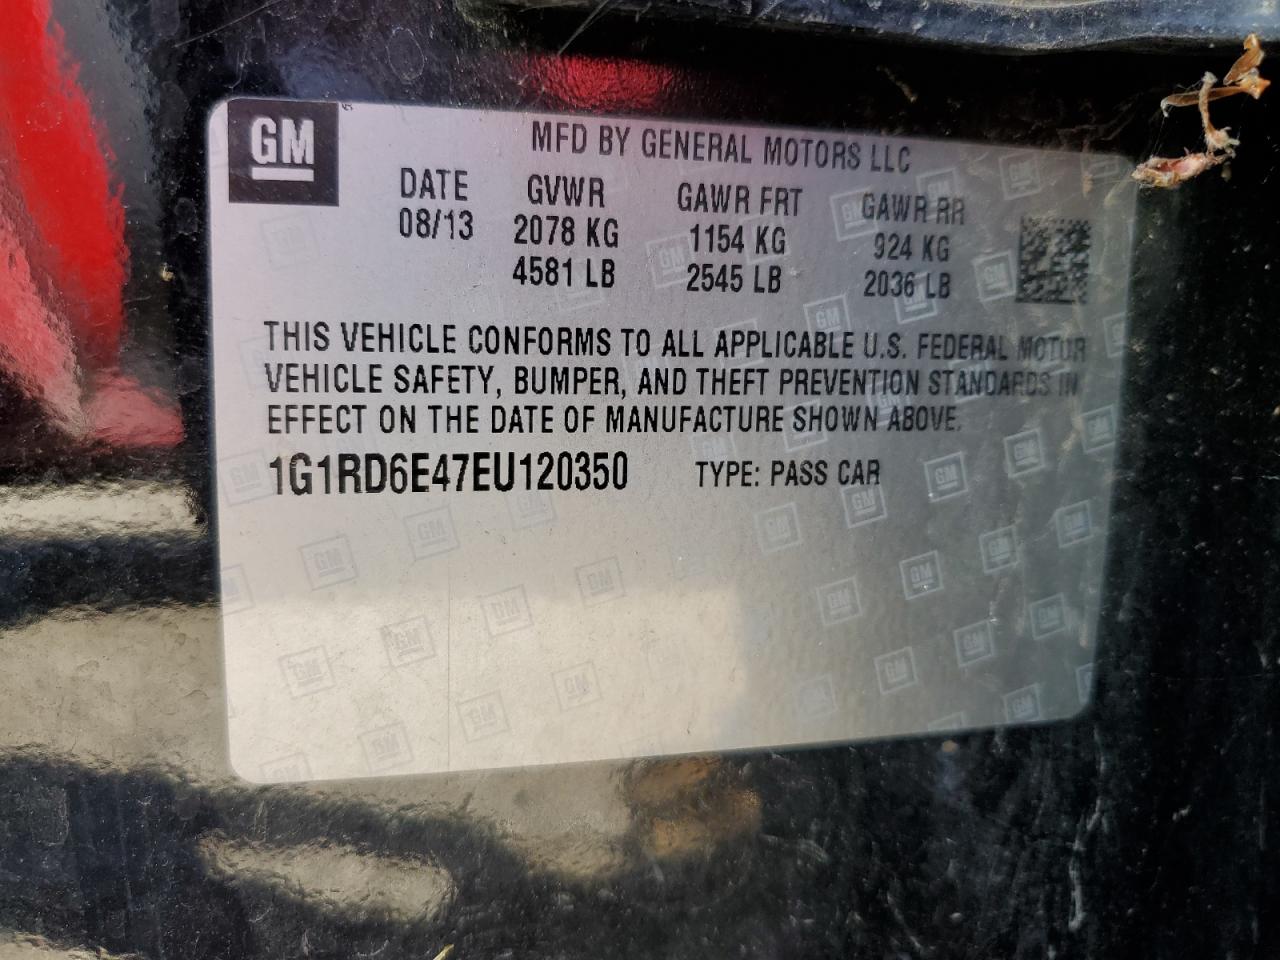 GM
MFD BY GENERAL MOTORS LLC
DATE GVWR GAWR FRT GAWR RR
08/13 2078 KG 1154 KG 924 KG
4581 LB 2545 LB 2036 LB
THIS VEHICLE CONFORMS TO ALL APPLICABLE U.S. FEDERAL MOTOR
VEHICLE SAFETY, BUMPER, AND THEFT PREVENTION STANDARDS IN
EFFECT ON THE DATE OF MANUFACTURE SHOWN ABOVE.
1G1RD6E47EU120350 TYPE: PASS CAR